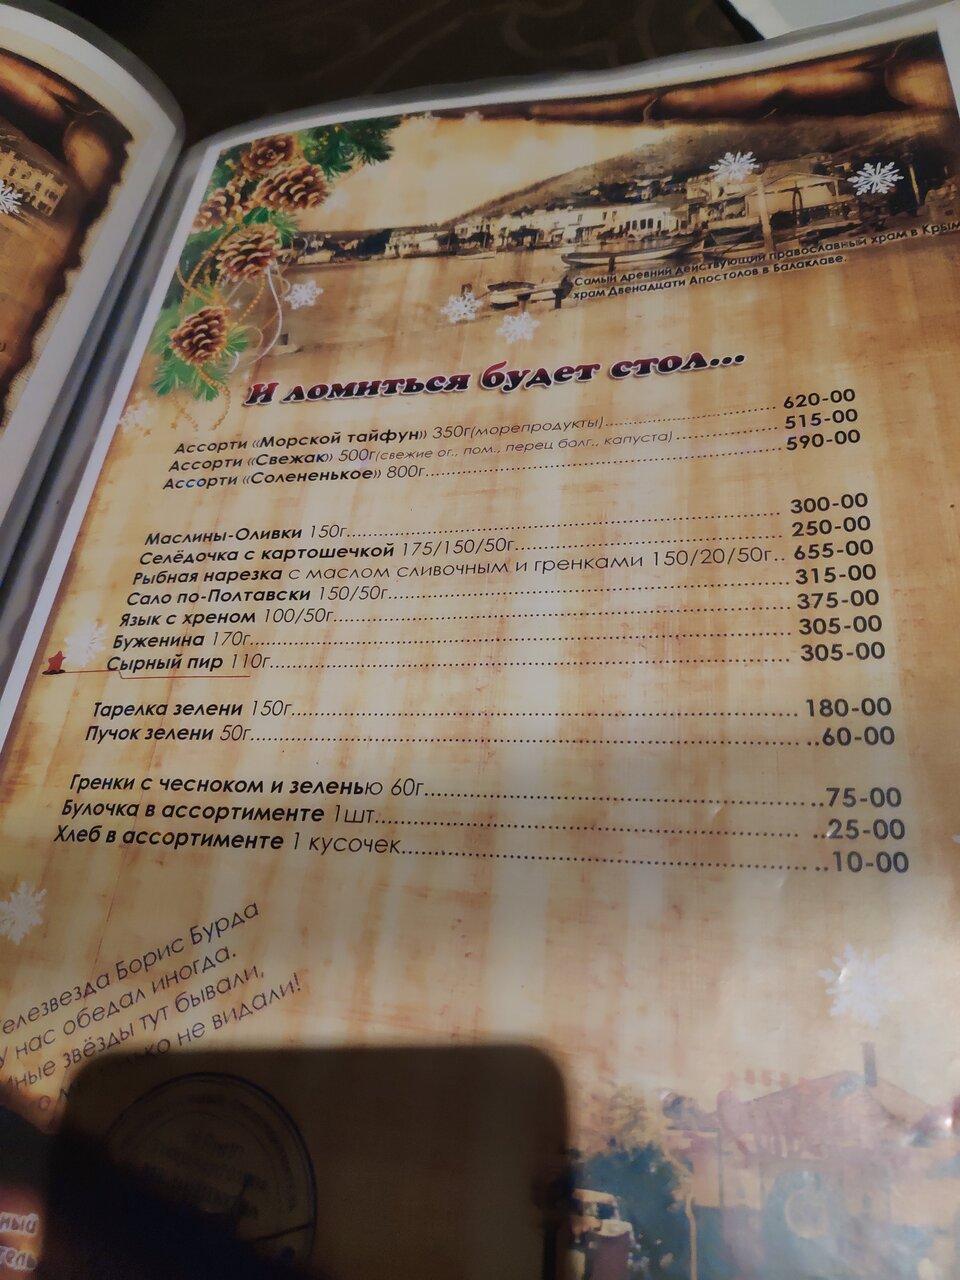 Самый древний действующий православный храм в Крым
храм Двенадцати Апостолов в Балаклаве.
И ломиться будет стол...
Ассорти «Морской тайфун» 350г(морепродукты)........................... 620-00
Ассорти «Свежак» 500г(свежие ог., пом., перец болг., капуста)................. 515-00
Ассорти «Солененькое» 800г............................................................ 590-00
Маслины-Оливки 150г.................................................................... 300-00
Селёдочка с картошечкой 175/150/50г............................................ 250-00
Рыбная нарезка с маслом сливочным и гренками 150/20/50г.. 655-00
Сало по-Полтавски 150/50г............................................................. 315-00
Язык с хреном 100/50г...................................................................... 375-00
Буженина 170г................................................................................... 305-00
Сырный пир 110г............................................................................... 305-00
Тарелка зелени 150г......................................................................... 180-00
Пучок зелени 50г................................................................................60-00
Гренки с чесноком и зеленью 60г......................................................75-00
Булочка в ассортименте 1шт..............................................................25-00
Хлеб в ассортименте 1 кусочек..........................................................10-00
елезвезда Борис Бурда
у нас обедал иногда.
ные звёзды тут бывали,
не видали!
ный
тель